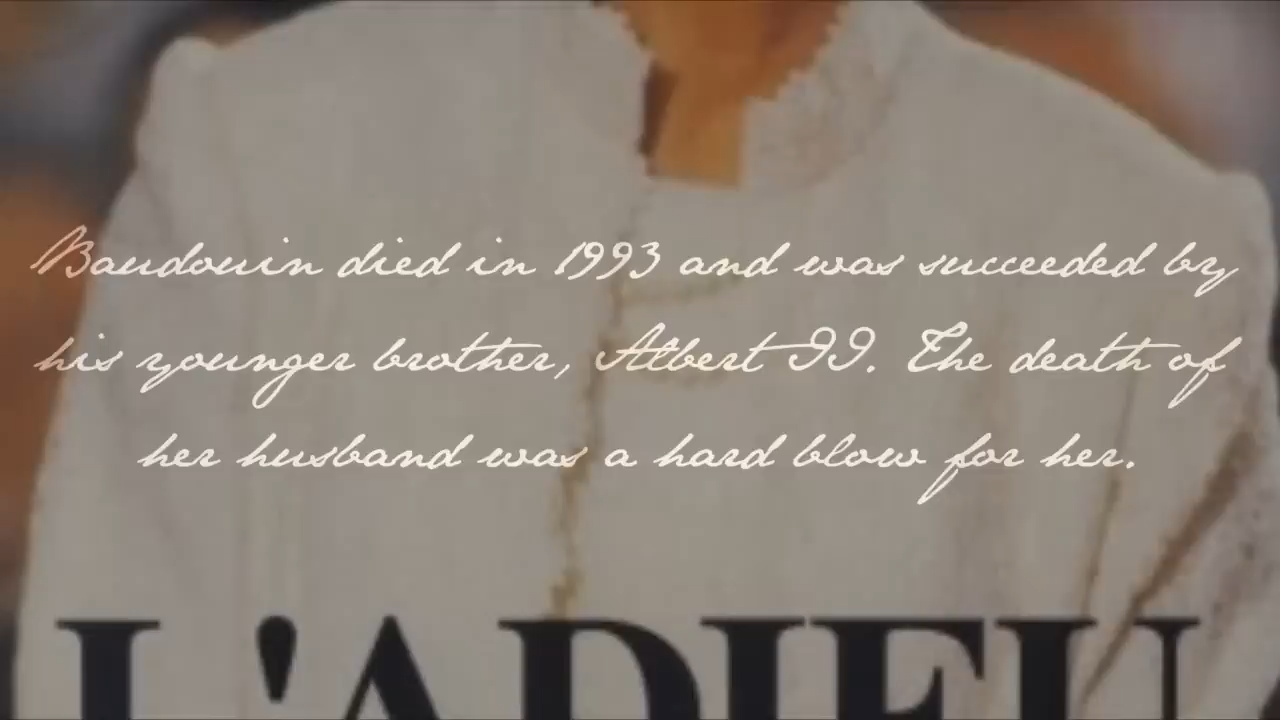 Baudouin died in 1993 and was succeeded by
his younger brother, Albert II. The death of
her husband was a hard blow for her.
L'ADIEU